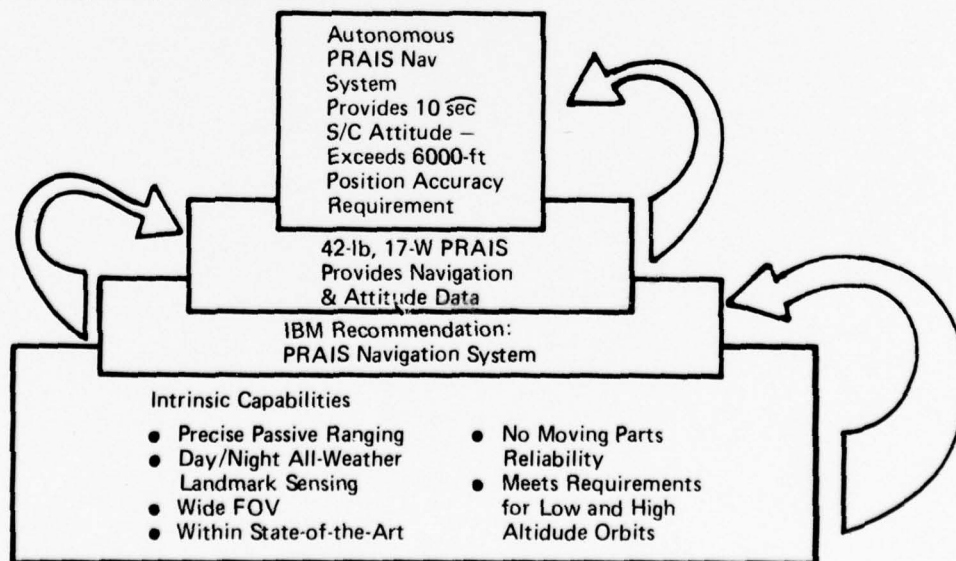 Autonomous
PRAIS Nav
System
Provides 10 sec
S/C Attitude –
Exceeds 6000-ft
Position Accuracy
Requirement
42-lb, 17-W PRAIS
Provides Navigation
& Attitude Data
IBM Recommendation:
PRAIS Navigation System
Intrinsic Capabilities
● Precise Passive Ranging
● Day/Night All-Weather
Landmark Sensing
● Wide FOV
● Within State-of-the-Art
● No Moving Parts
Reliability
● Meets Requirements
for Low and High
Altidude Orbits